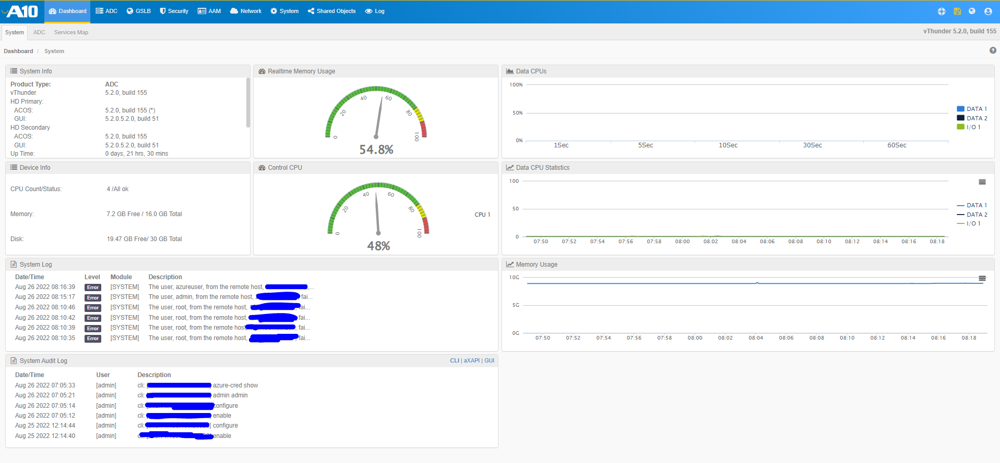 A10 Dashboard ADC GSLB Security AAM Network System Shared Objects Log
System ADC Services Map vThunder 5.2.0, build 155
Dashboard / System
System Info
Product Type: ADC
vThunder 5.2.0, build 155
HD Primary:
ACOS: 5.2.0, build 155 (*)
GUI: 5.2.0.5.2.0, build 51
HD Secondary
ACOS: 5.2.0, build 155
GUI: 5.2.0.5.2.0, build 51
Up Time: 0 days, 21 hrs, 30 mins
Realtime Memory Usage
0 20 40 60 80 100
54.8%
Data CPUs
100%
50%
0%
1Sec 5Sec 10Sec 30Sec 60Sec
DATA 1
DATA 2
I/O 1
Device Info
CPU Count/Status: 4 /All ok
Memory: 7.2 GB Free / 16.0 GB Total
Disk: 19.47 GB Free/ 30 GB Total
Control CPU
0 20 40 60 80 100
48%
CPU 1
Data CPU Statistics
100
50
0
07:50 07:52 07:54 07:56 07:58 08:00 08:02 08:04 08:06 08:08 08:10 08:12 08:14 08:16 08:18
DATA 1
DATA 2
I/O 1
System Log
Date/Time Level Module Description
Aug 26 2022 08:16:39 Error [SYSTEM] The user, azureuser, from the remote host, ,...
Aug 26 2022 08:15:17 Error [SYSTEM] The user, admin, from the remote host, , fai...
Aug 26 2022 08:10:46 Error [SYSTEM] The user, root, from the remote host, , fai...
Aug 26 2022 08:10:42 Error [SYSTEM] The user, root, from the remote host, , fai...
Aug 26 2022 08:10:39 Error [SYSTEM] The user, root, from the remote host, , fai...
Aug 26 2022 08:10:35 Error [SYSTEM] The user, root, from the remote host, , fai...
Memory Usage
10G
5G
0G
07:50 07:52 07:54 07:56 07:58 08:00 08:02 08:04 08:06 08:08 08:10 08:12 08:14 08:16 08:18
System Audit Log CLI | aXAPI | GUI
Date/Time User Description
Aug 26 2022 07:05:33 [admin] cli: [ ] azure-cred show
Aug 26 2022 07:05:21 [admin] cli: admin admin
Aug 26 2022 07:05:14 [admin] cli: configure
Aug 26 2022 07:05:12 [admin] cli: enable
Aug 25 2022 12:14:44 [admin] cli: ] configure
Aug 25 2022 12:14:40 [admin] cli: enable